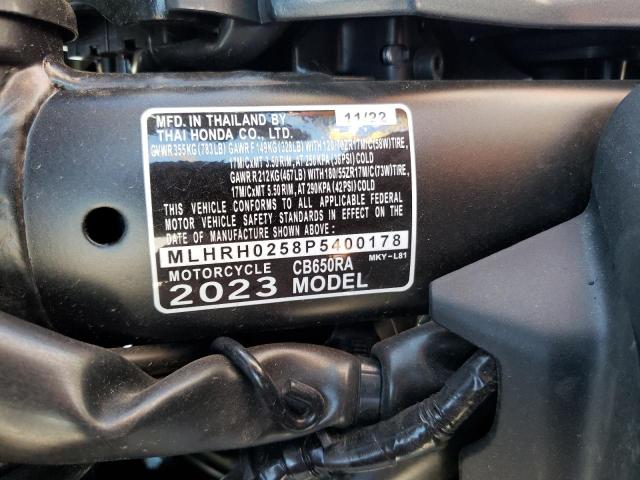 MFD. IN THAILAND BY 11/22
THAI HONDA CO., LTD.
GVWR 355KG (783LB) GAWR F 149KG (328LB) WITH 120/70ZR17M/C(58W)TIRE,
17M/CxMT 3.50 RIM, AT 250KPA (36PSI) COLD
GAWR R 212KG (467LB) WITH 180/55ZR17M/C(73W)TIRE,
17M/CxMT 5.50 RIM, AT 290KPA (42PSI) COLD
THIS VEHICLE CONFORMS TO ALL APPLICABLE FEDERAL
MOTOR VEHICLE SAFETY STANDARDS IN EFFECT ON THE
DATE OF MANUFACTURE SHOWN ABOVE.
MLHRH0258P5400178
MOTORCYCLE CB650RA MKY-L81
2023 MODEL